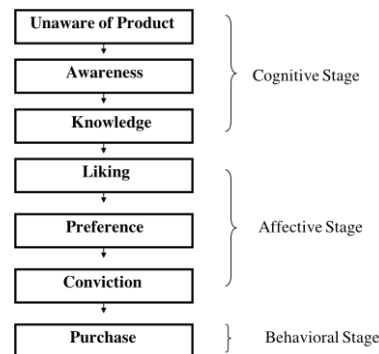 Unaware of Product
Awareness
Cognitive Stage
Knowledge
Liking
Preference
Affective Stage
Conviction
Purchase
Behavioral Stage